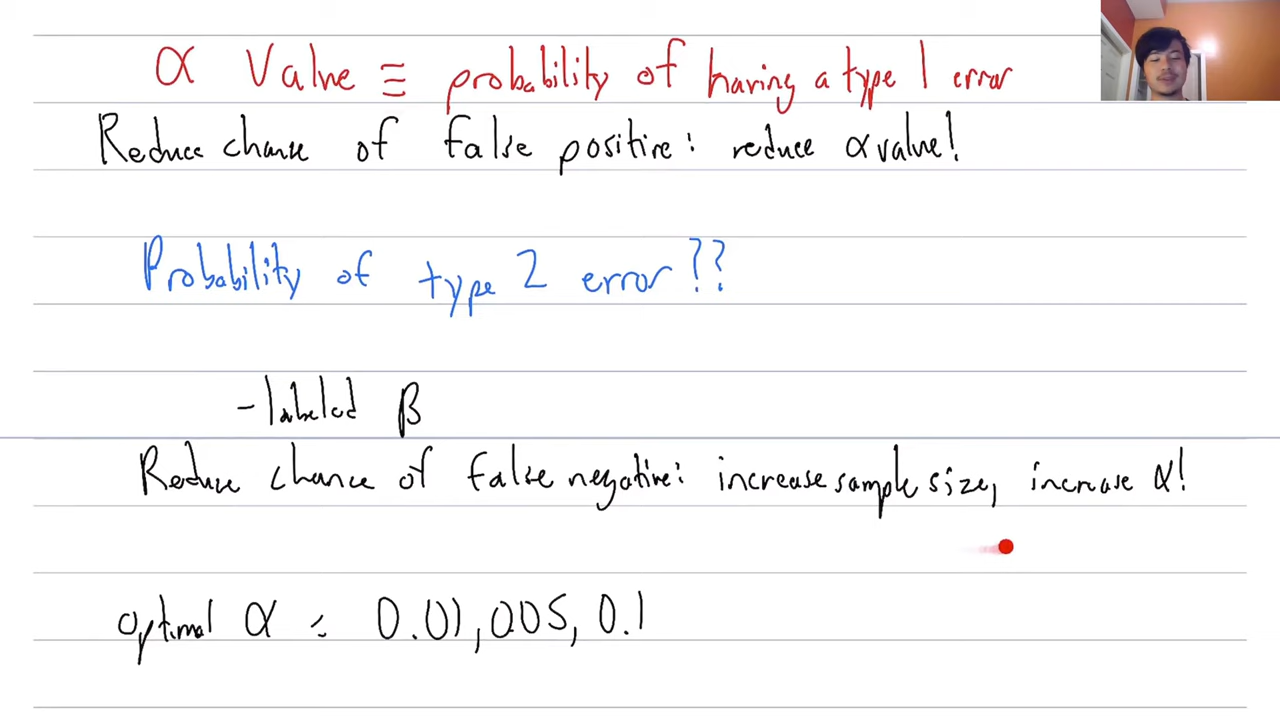 α Value ≡ probability of having a type 1 error
Reduce chance of false positive: reduce α value!
Probability of type 2 error??
- labeled β
Reduce chance of false negative: increase sample size, increase α!
optimal α : 0.01, 0.05, 0.1